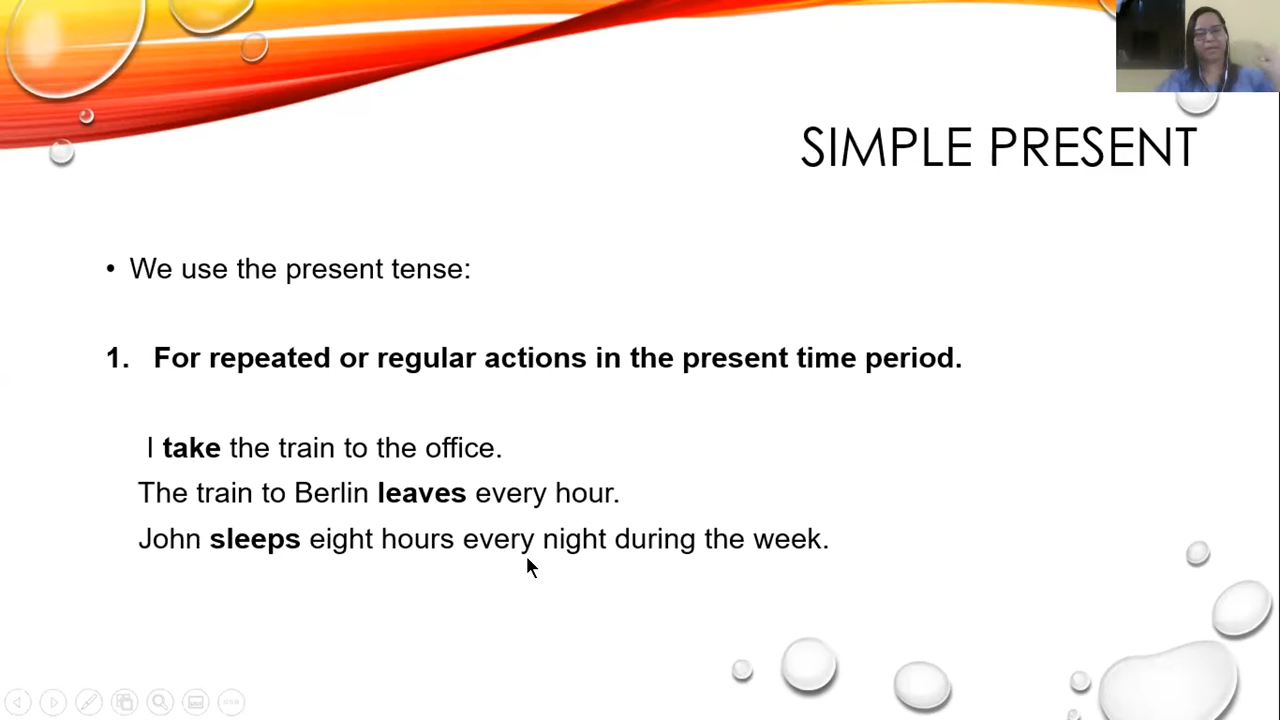 SIMPLE PRESENT
• We use the present tense:
1. For repeated or regular actions in the present time period.
I take the train to the office.
The train to Berlin leaves every hour.
John sleeps eight hours every night during the week.